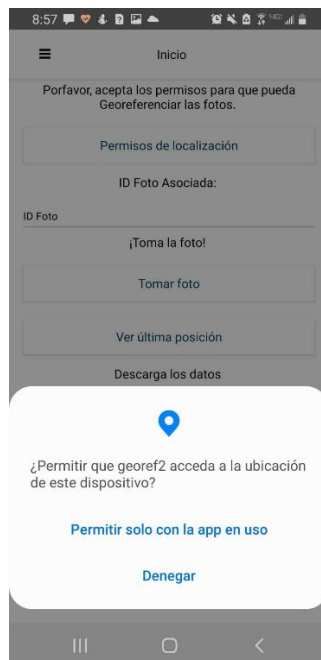 8:57
Inicio
Porfavor, acepta los permisos para que pueda
Georeferenciar las fotos.
Permisos de localización
ID Foto Asociada:
ID Foto
¡Toma la foto!
Tomar foto
Ver última posición
Descarga los datos
¿Permitir que georef2 acceda a la ubicación
de este dispositivo?
Permitir solo con la app en uso
Denegar